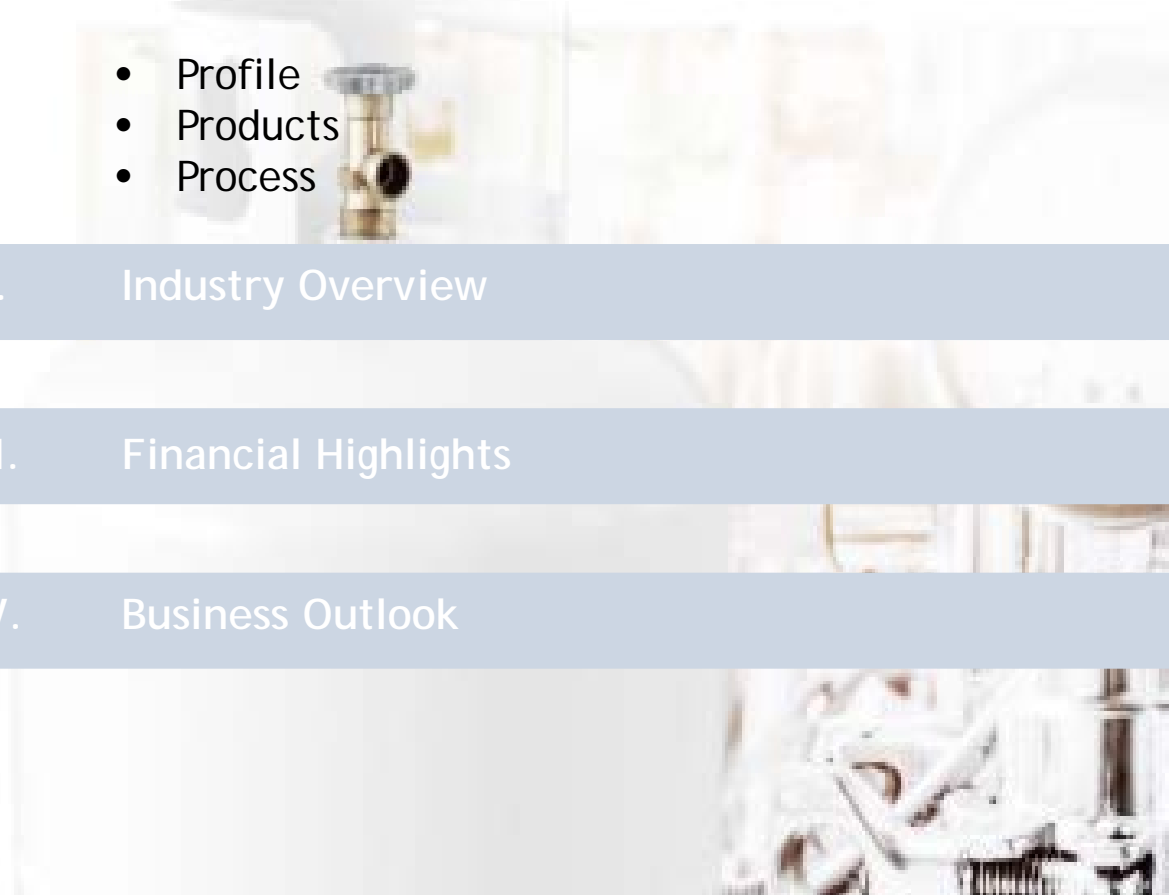 • Profile
• Products
• Process
. Industry Overview
I. Financial Highlights
V. Business Outlook